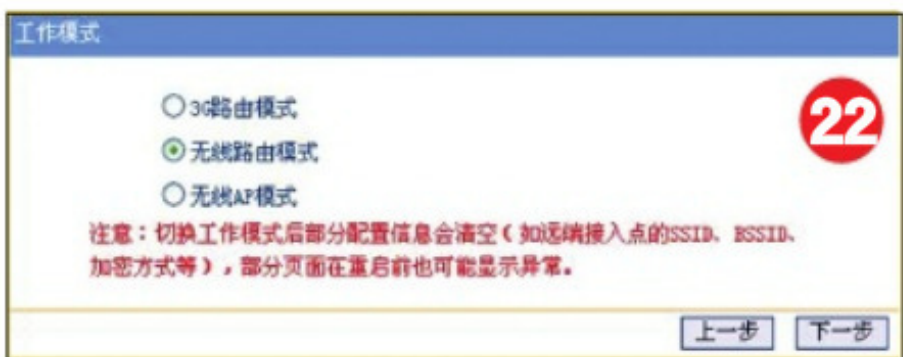 工作模式
3G路由模式
22
无线路由模式
无线AP模式
注意：切换工作模式后部分配置信息会清空（如远端接入点的SSID、BSSID、
加密方式等），部分页面在重启前也可能显示异常。
上一步 下一步